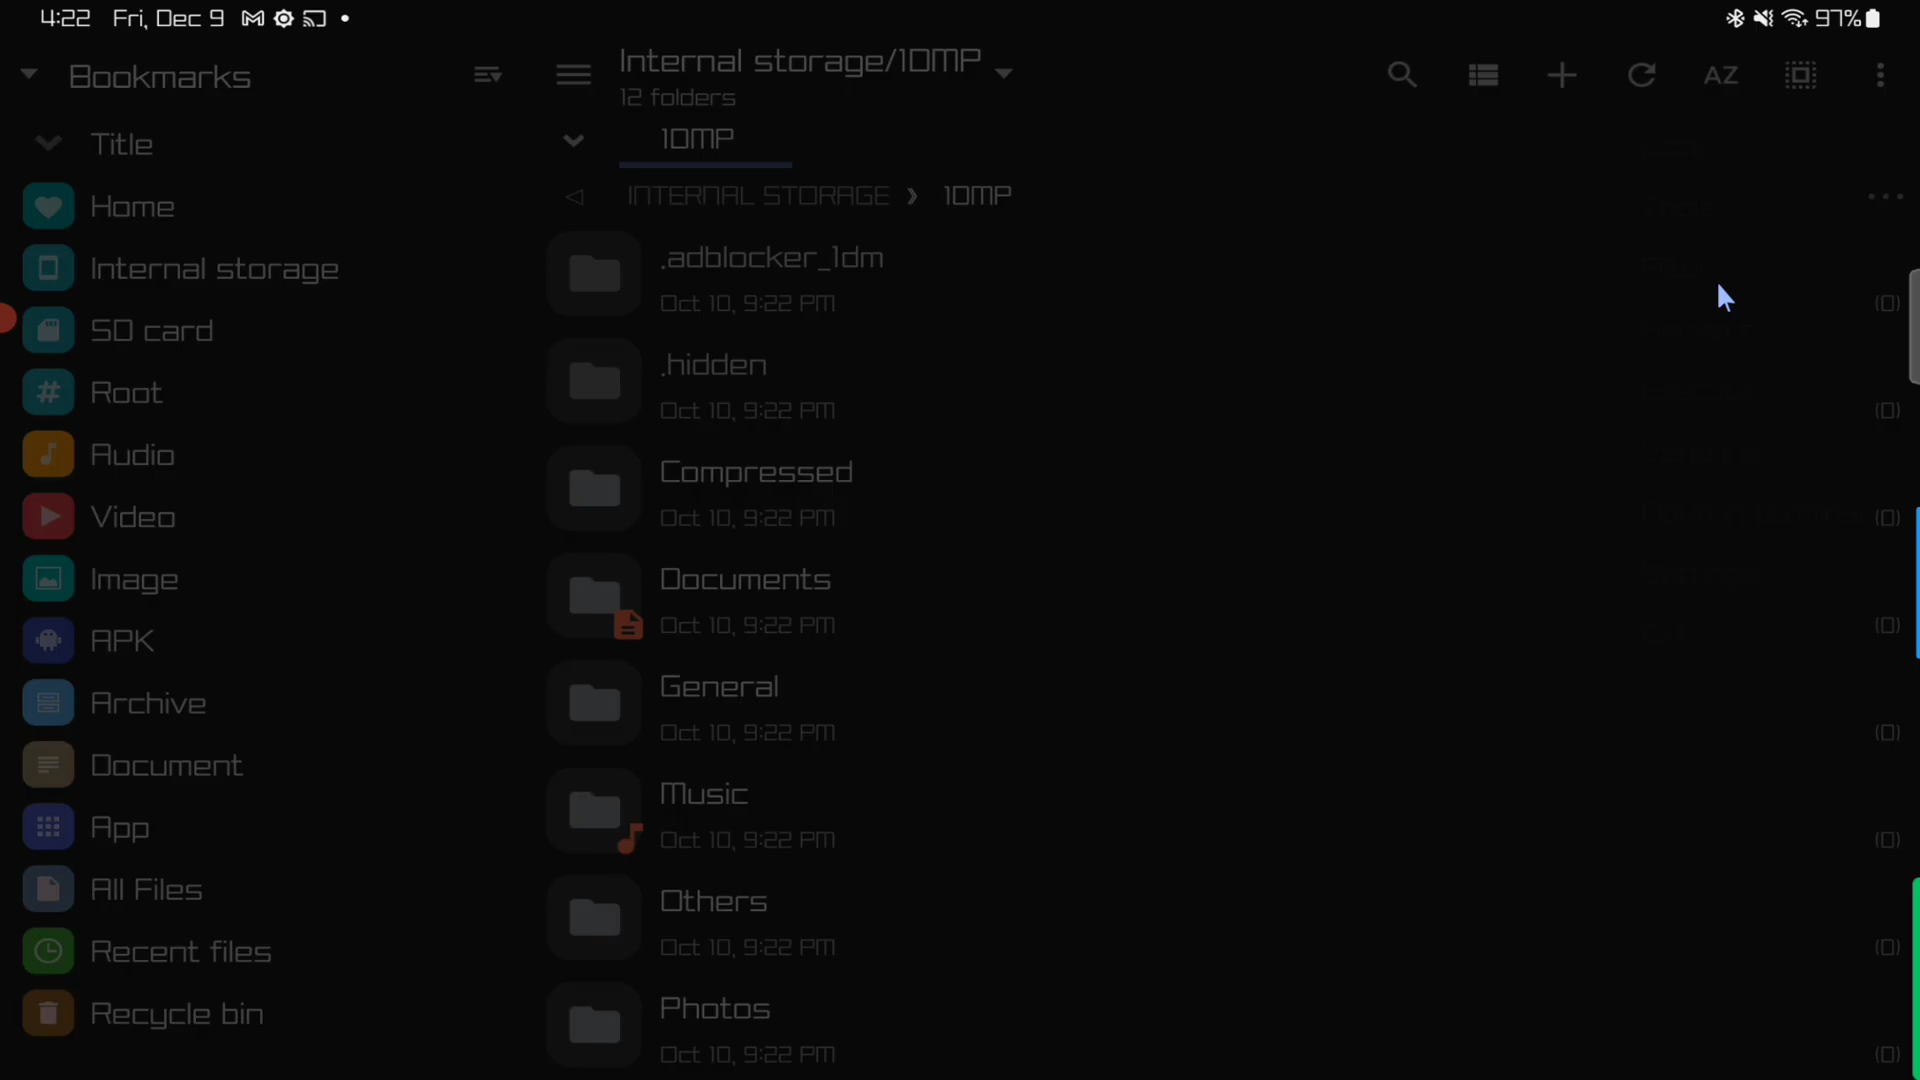 4:22 Fri, Dec 9
97%
Bookmarks
Title
Home
Internal storage
SD card
Root
Audio
Video
Image
APK
Archive
Document
App
All Files
Recent files
Recycle bin
Internal storage/1DMP
12 folders
AZ
1DMP
INTERNAL STORAGE ❯ 1DMP
.adblocker_1dm
Oct 10, 9:22 PM
(0)
.hidden
Oct 10, 9:22 PM
(0)
Compressed
Oct 10, 9:22 PM
(0)
Documents
Oct 10, 9:22 PM
(0)
General
Oct 10, 9:22 PM
(0)
Music
Oct 10, 9:22 PM
(0)
Others
Oct 10, 9:22 PM
(0)
Photos
Oct 10, 9:22 PM
(0)